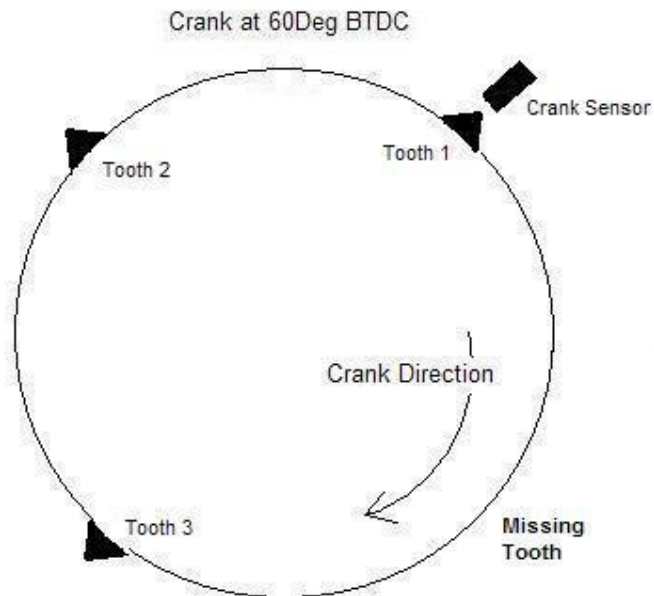 Crank at 60Deg BTDC
Crank Sensor
Tooth 1
Tooth 2
Crank Direction
Tooth 3
Missing
Tooth